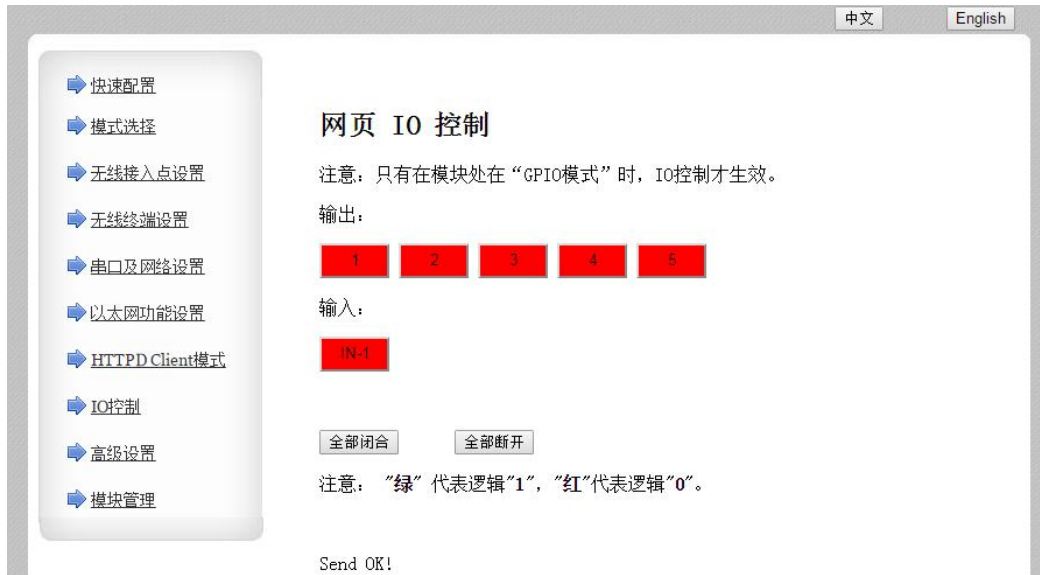 中文
English
快速配置
模式选择
无线接入点设置
无线终端设置
串口及网络设置
以太网功能设置
HTTPD Client模式
IO控制
高级设置
模块管理
网页 IO 控制
注意：只有在模块处在“GPIO模式”时，IO控制才生效。
输出：
1 2 3 4 5
输入：
IN-1
全部闭合 全部断开
注意： "绿" 代表逻辑"1"，"红"代表逻辑"0"。
Send OK!